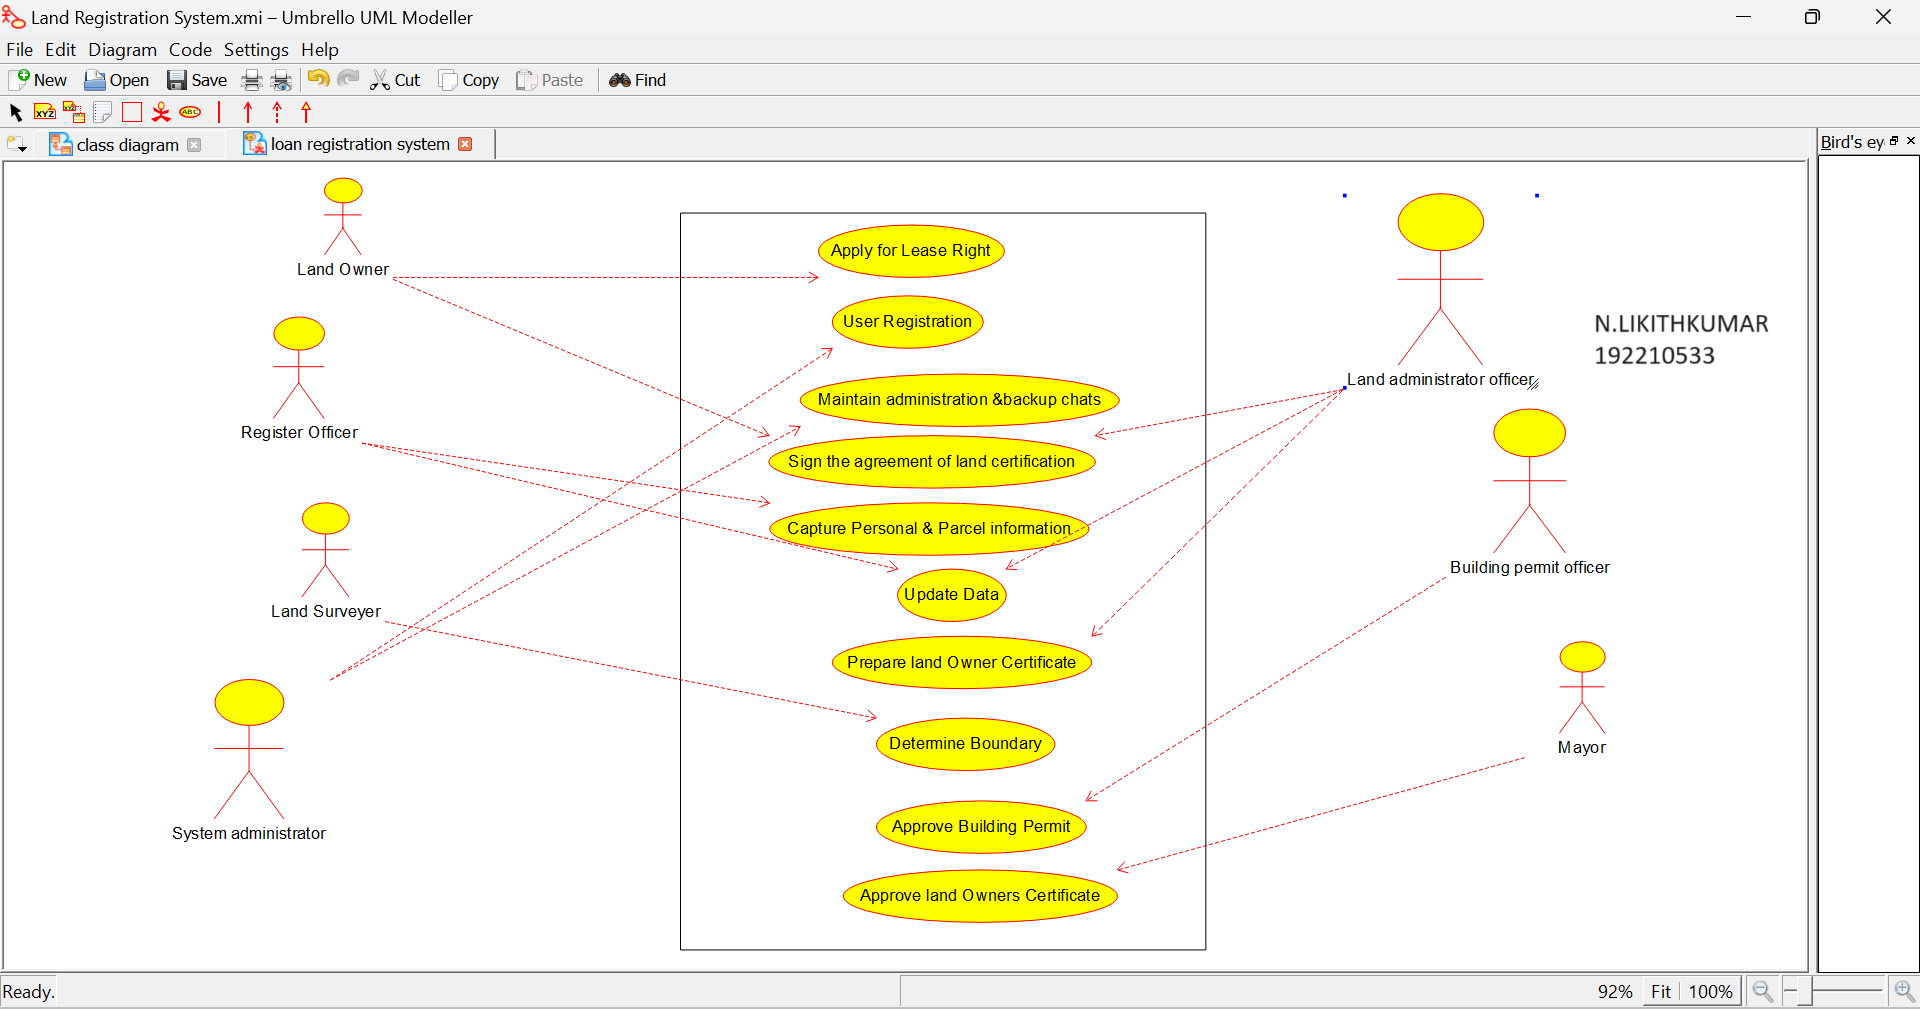 Land Registration System.xmi – Umbrello UML Modeller
File Edit Diagram Code Settings Help
New Open Save Cut Copy Paste Find
XYZ XYZ ABC
class diagram loan registration system
Bird's ey
Land Owner
Register Officer
Land Surveyer
System administrator
Apply for Lease Right
User Registration
Maintain administration &backup chats
Sign the agreement of land certification
Capture Personal & Parcel information
Update Data
Prepare land Owner Certificate
Determine Boundary
Approve Building Permit
Approve land Owners Certificate
Land administrator officer
Building permit officer
Mayor
N.LIKITHKUMAR
192210533
Ready.
92% Fit 100%